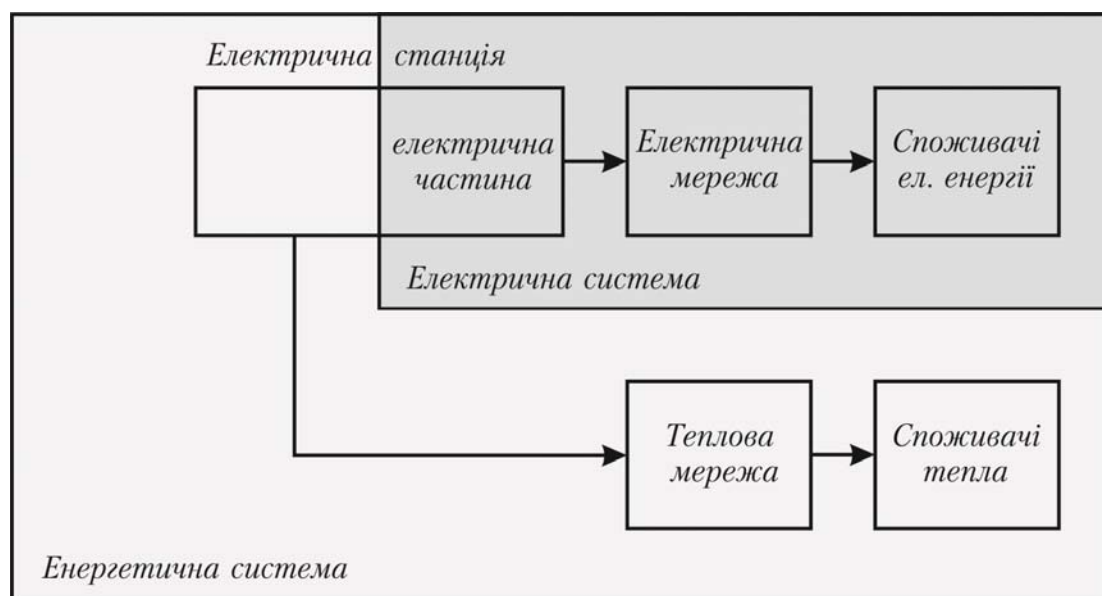 Електрична станція
електрична
частина
Електрична
мережа
Споживачі
ел. енергії
Електрична система
Теплова
мережа
Споживачі
тепла
Енергетична система